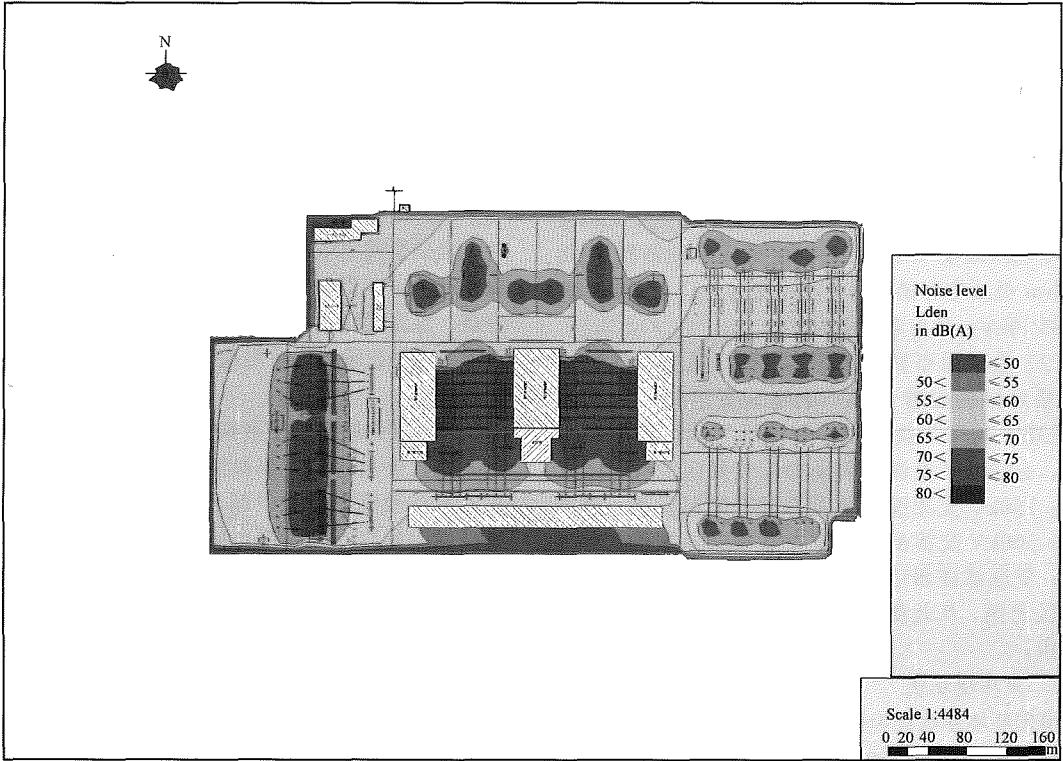 N
Noise level
Lden
in dB(A)
≤ 50
50 < ≤ 55
55 < ≤ 60
60 < ≤ 65
65 < ≤ 70
70 < ≤ 75
75 < ≤ 80
80 <
Scale 1:4484
0 20 40 80 120 160
m